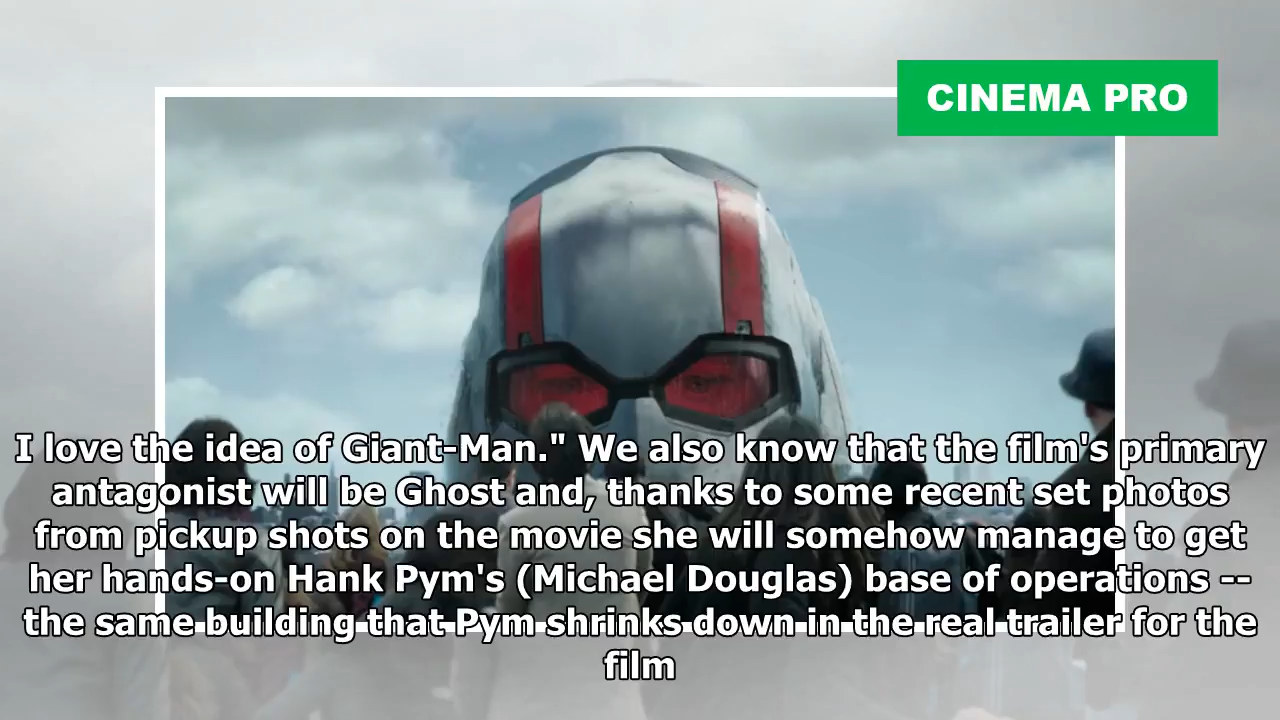 CINEMA PRO
I love the idea of Giant-Man." We also know that the film's primary
antagonist will be Ghost and, thanks to some recent set photos
from pickup shots on the movie she will somehow manage to get
her hands-on Hank Pym's (Michael Douglas) base of operations --
the same building that Pym shrinks down in the real trailer for the
film